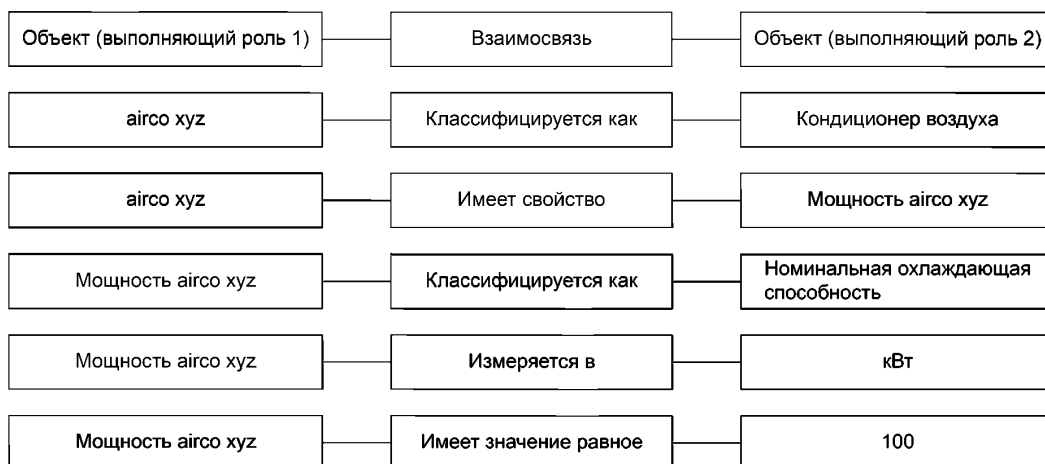 Объект (выполняющий роль 1) Взаимосвязь Объект (выполняющий роль 2)
airco xyz Классифицируется как Кондиционер воздуха
airco xyz Имеет свойство Мощность airco xyz
Мощность airco xyz Классифицируется как Номинальная охлаждающая
способность
Мощность airco xyz Измеряется в кВт
Мощность airco xyz Имеет значение равное 100